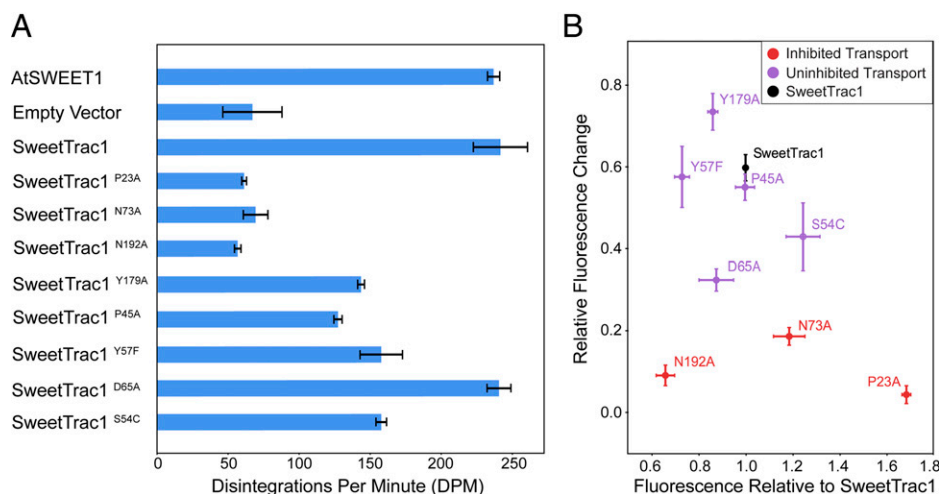 A
AtSWEET1
Empty Vector
SweetTrac1
SweetTrac1 P23A
SweetTrac1 N73A
SweetTrac1 N192A
SweetTrac1 Y179A
SweetTrac1 P45A
SweetTrac1 Y57F
SweetTrac1 D65A
SweetTrac1 S54C
0 50 100 150 200 250
Disintegrations Per Minute (DPM)
B
Inhibited Transport
Uninhibited Transport
SweetTrac1
Relative Fluorescence Change
0.8
0.6
0.4
0.2
0.0
Y179A
SweetTrac1
Y57F
P45A
S54C
D65A
N73A
N192A
P23A
0.6 0.8 1.0 1.2 1.4 1.6 1.8
Fluorescence Relative to SweetTrac1